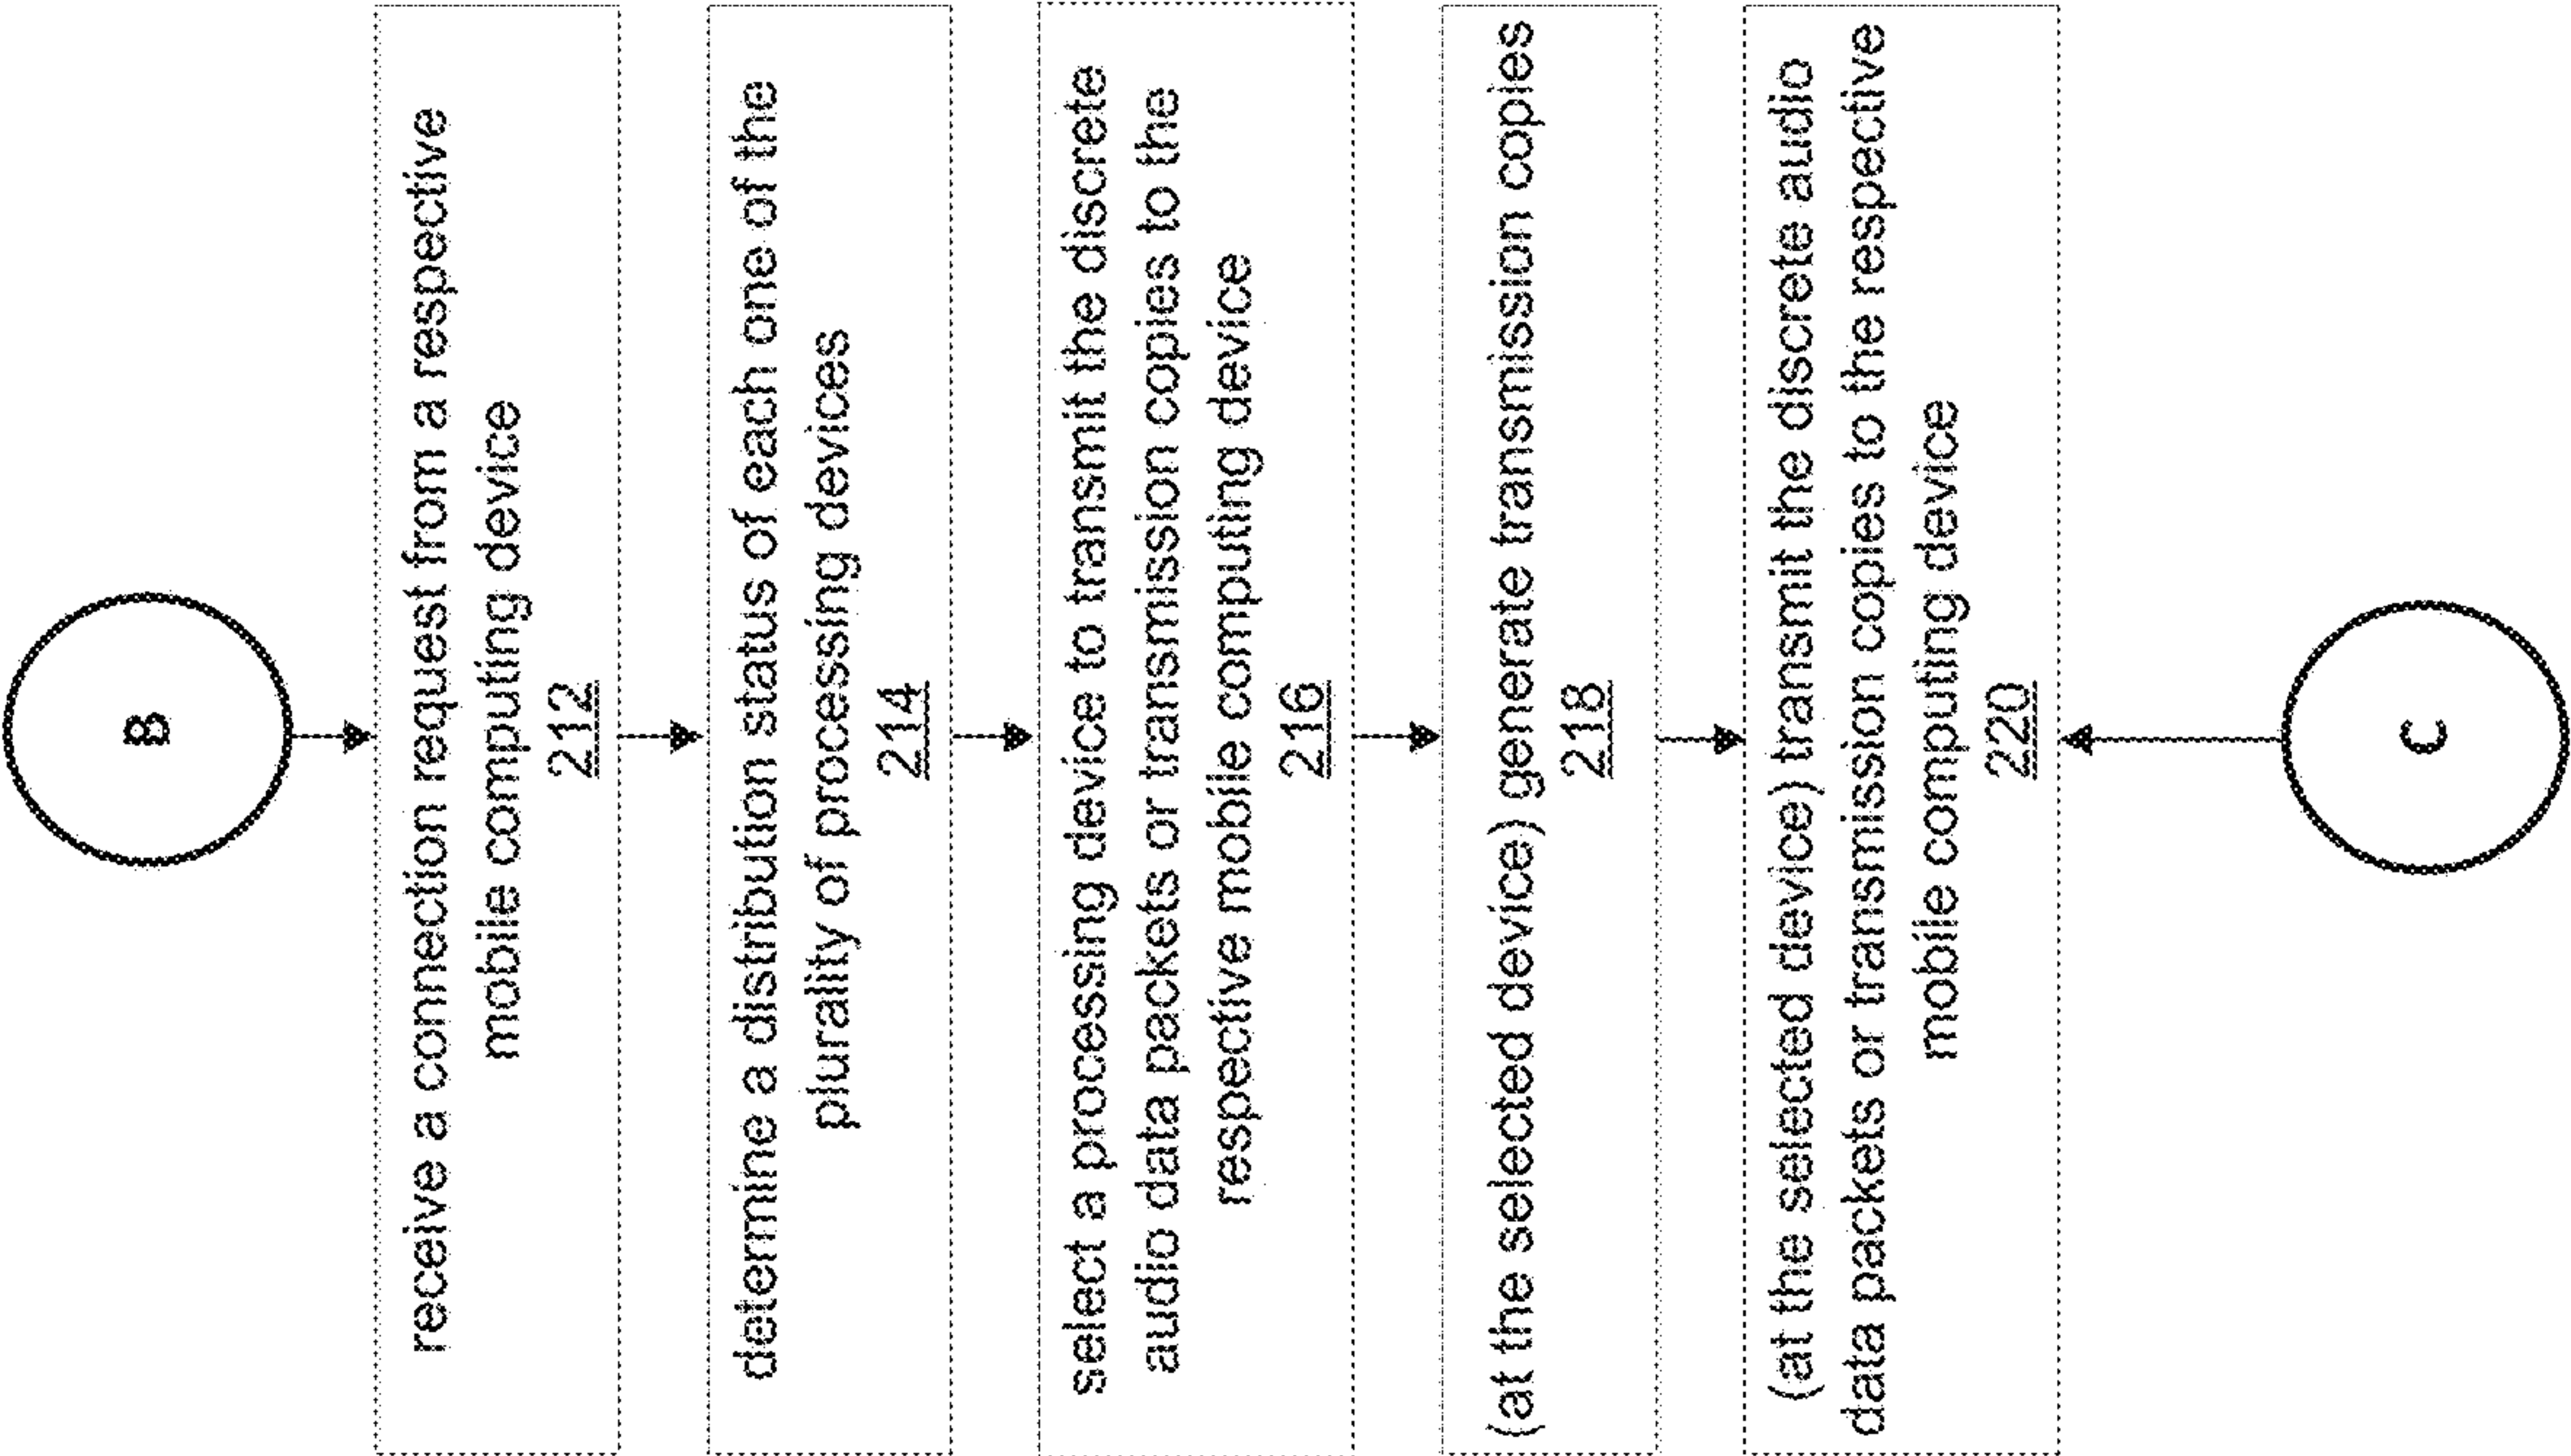 B
receive a connection request from a respective
mobile computing device
212
determine a distribution status of each one of the
plurality of processing devices
214
select a processing device to transmit the discrete
audio data packets or transmission copies to the
respective mobile computing device
216
(at the selected device) generate transmission copies
218
(at the selected device) transmit the discrete audio
data packets or transmission copies to the respective
mobile computing device
220
C